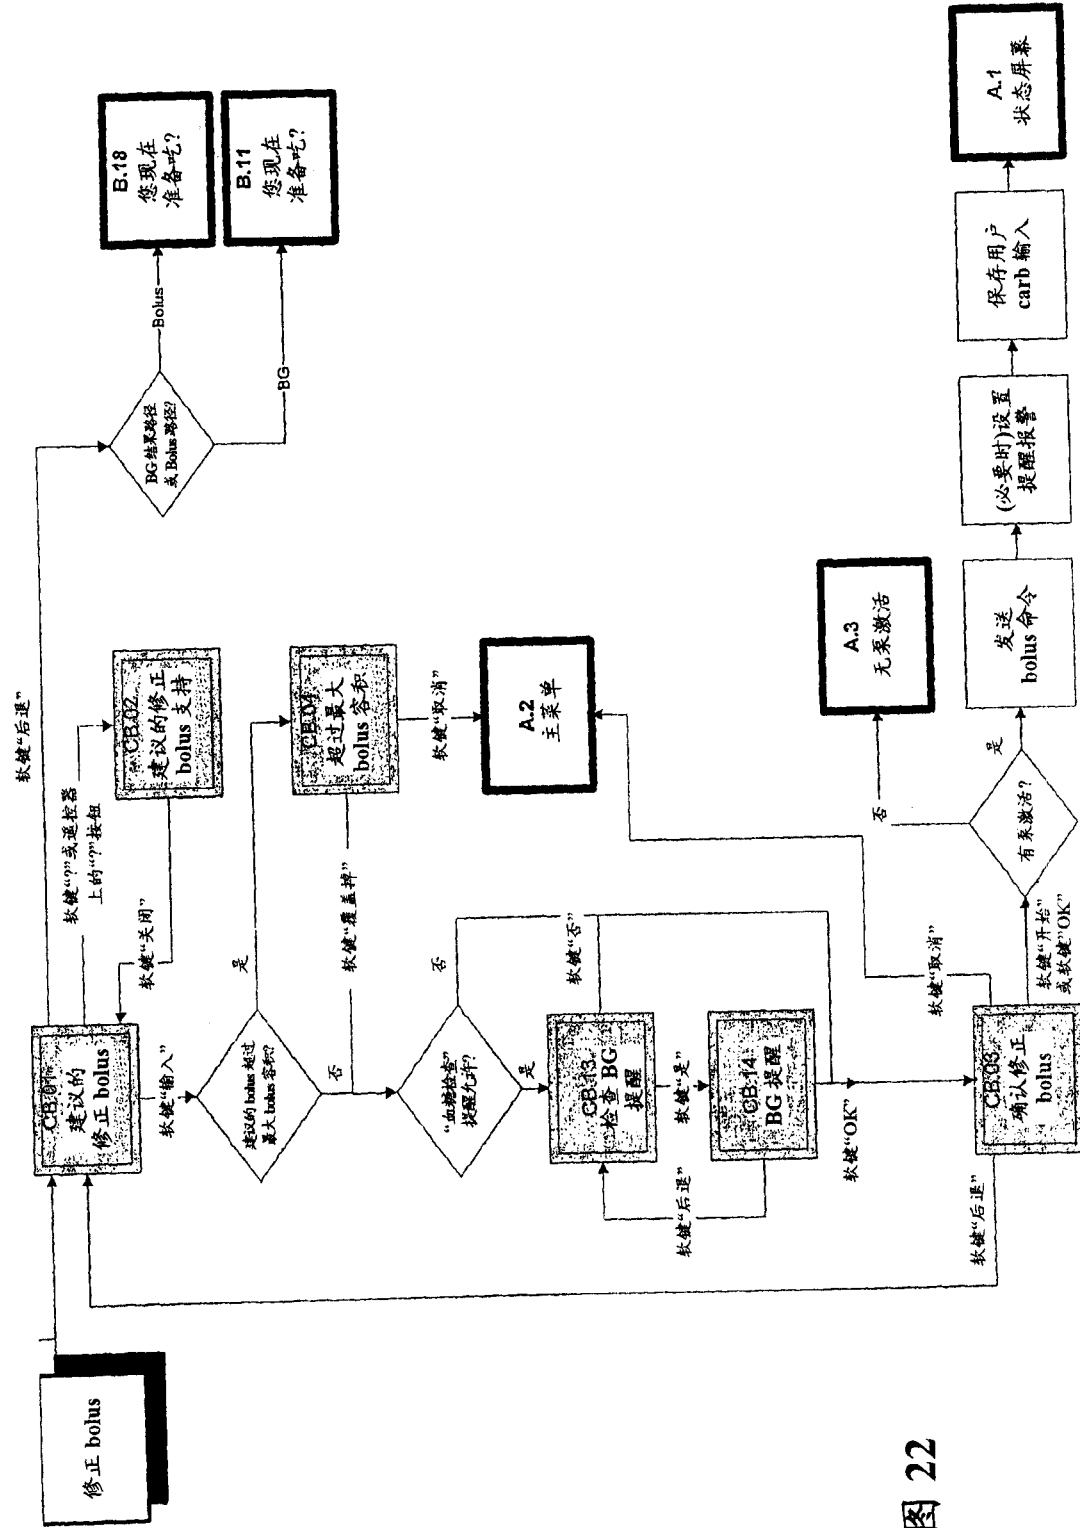 修正 bolus
CB.01
建议的
修正 bolus
软键“后退”
BG 结果路径
或 Bolus 路径?
Bolus
BG
B.18
您现在
准备吃?
B.11
您现在
准备吃?
软键“?”或遥控器
上的“?”按钮
CB.02
建议的修正
bolus 支持
软键“关闭”
软键“输入”
建议的 bolus 超过
最大 bolus 容积?
是
否
CB.04
超过最大
bolus 容积
软键“覆盖掉”
软键“取消”
A.2
主菜单
“血糖检查”
提醒允许?
否
是
CB.13
检查 BG
提醒
软键“否”
软键“是”
CB.14
BG 提醒
软键“后退”
软键“OK”
CB.03
确认修正
bolus
软键“后退”
软键“取消”
软键“开始”
或软键“OK”
有泵激活?
否
是
A.3
无泵激活
发送
bolus 命令
(必要时)设置
提醒报警
保存用户
carb 输入
A.1
状态屏幕
图 22